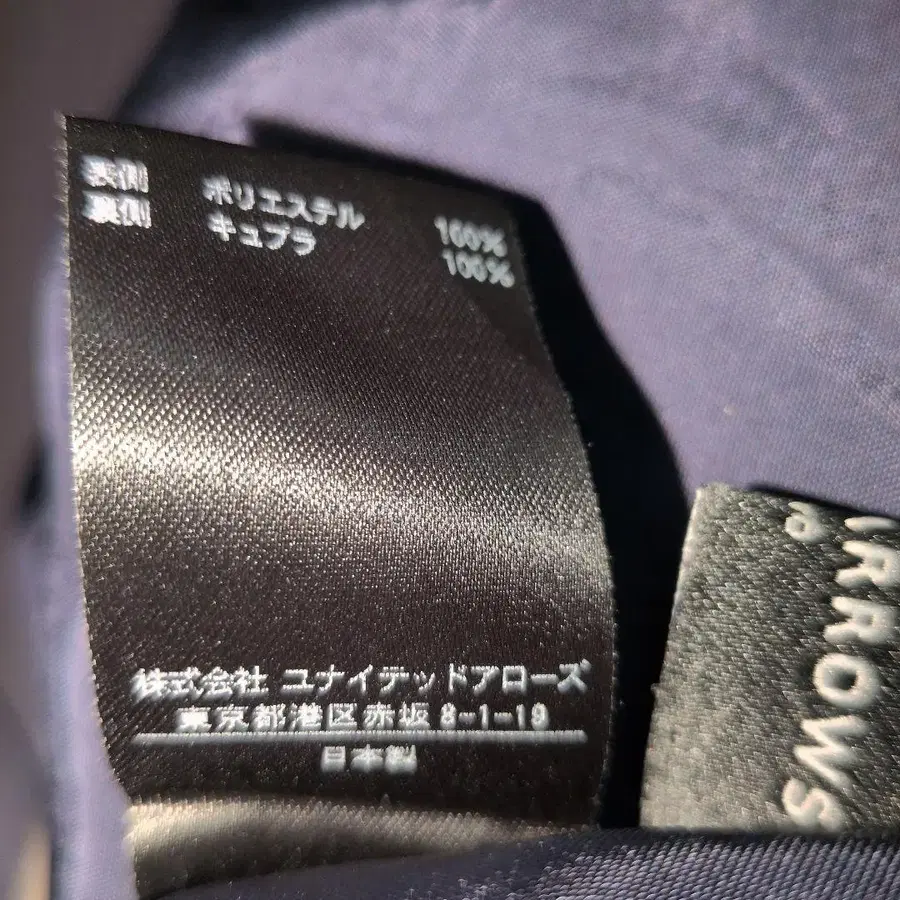 表側 ポリエステル 100%
裏側 キュプラ 100%
株式会社 ユナイテッドアローズ
東京都港区赤坂8-1-19
日本製
ARROWS